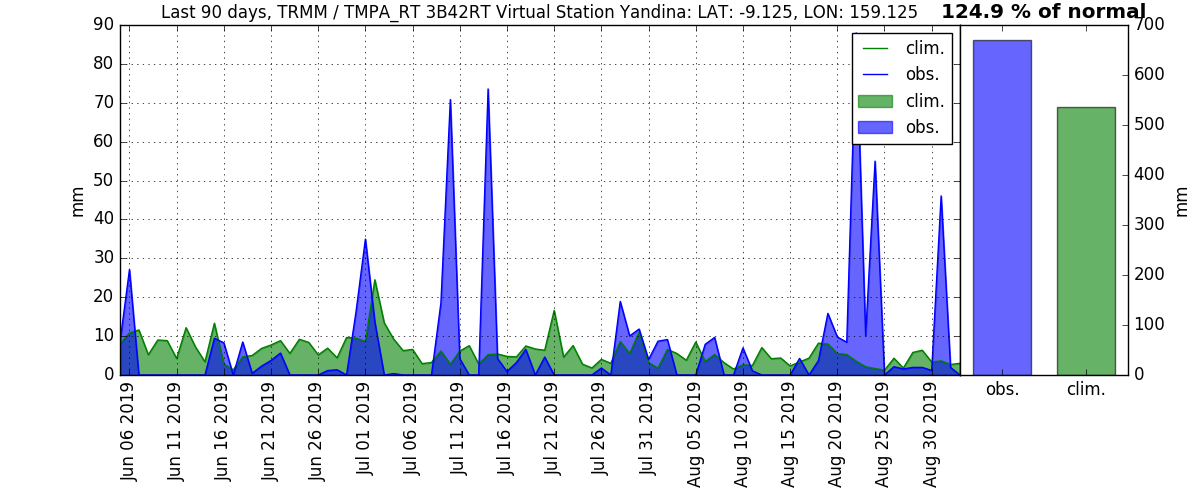 Last 90 days, TRMM / TMPA_RT 3B42RT Virtual Station Yandina: LAT: -9.125, LON: 159.125
124.9 % of normal
90
80
70
60
50
40
30
20
10
0
mm
clim.
obs.
clim.
obs.
700
600
500
400
300
200
100
0
mm
obs.
clim.
Jun 06 2019
Jun 11 2019
Jun 16 2019
Jun 21 2019
Jun 26 2019
Jul 01 2019
Jul 06 2019
Jul 11 2019
Jul 16 2019
Jul 21 2019
Jul 26 2019
Jul 31 2019
Aug 05 2019
Aug 10 2019
Aug 15 2019
Aug 20 2019
Aug 25 2019
Aug 30 2019